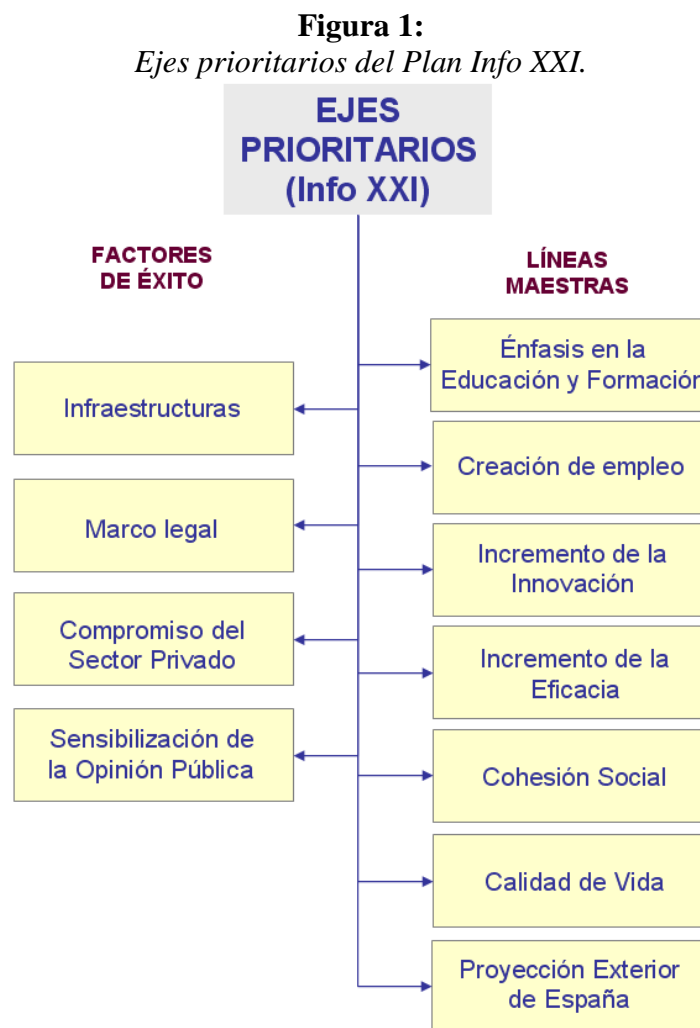 Figura 1:
Ejes prioritarios del Plan Info XXI.
EJES
PRIORITARIOS
(Info XXI)
FACTORES
DE ÉXITO
Infraestructuras
Marco legal
Compromiso del
Sector Privado
Sensibilización de
la Opinión Pública
LÍNEAS
MAESTRAS
Énfasis en la
Educación y Formación
Creación de empleo
Incremento de la
Innovación
Incremento de la
Eficacia
Cohesión Social
Calidad de Vida
Proyección Exterior
de España